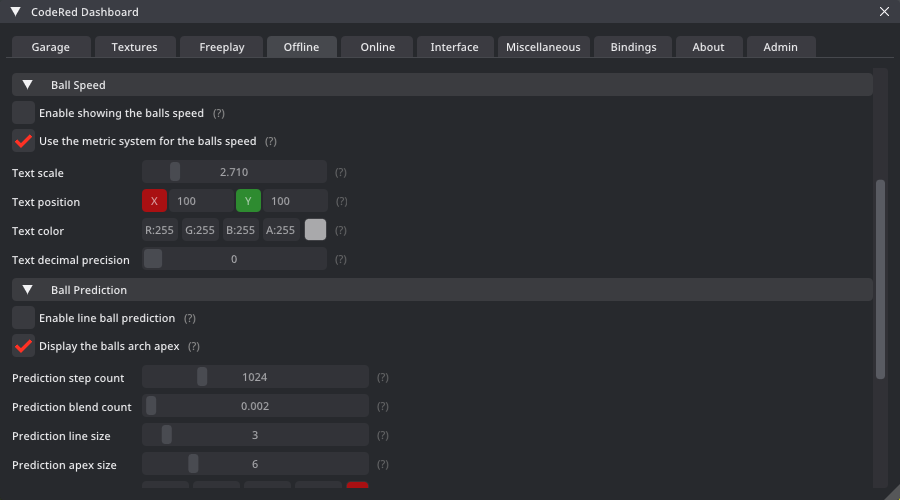 CodeRed Dashboard
Garage Textures Freeplay Offline Online Interface Miscellaneous Bindings About Admin
Ball Speed
Enable showing the balls speed (?)
Use the metric system for the balls speed (?)
Text scale 2.710 (?)
Text position X 100 Y 100 (?)
Text color R:255 G:255 B:255 A:255 (?)
Text decimal precision 0 (?)
Ball Prediction
Enable line ball prediction (?)
Display the balls arch apex (?)
Prediction step count 1024 (?)
Prediction blend count 0.002 (?)
Prediction line size 3 (?)
Prediction apex size 6 (?)